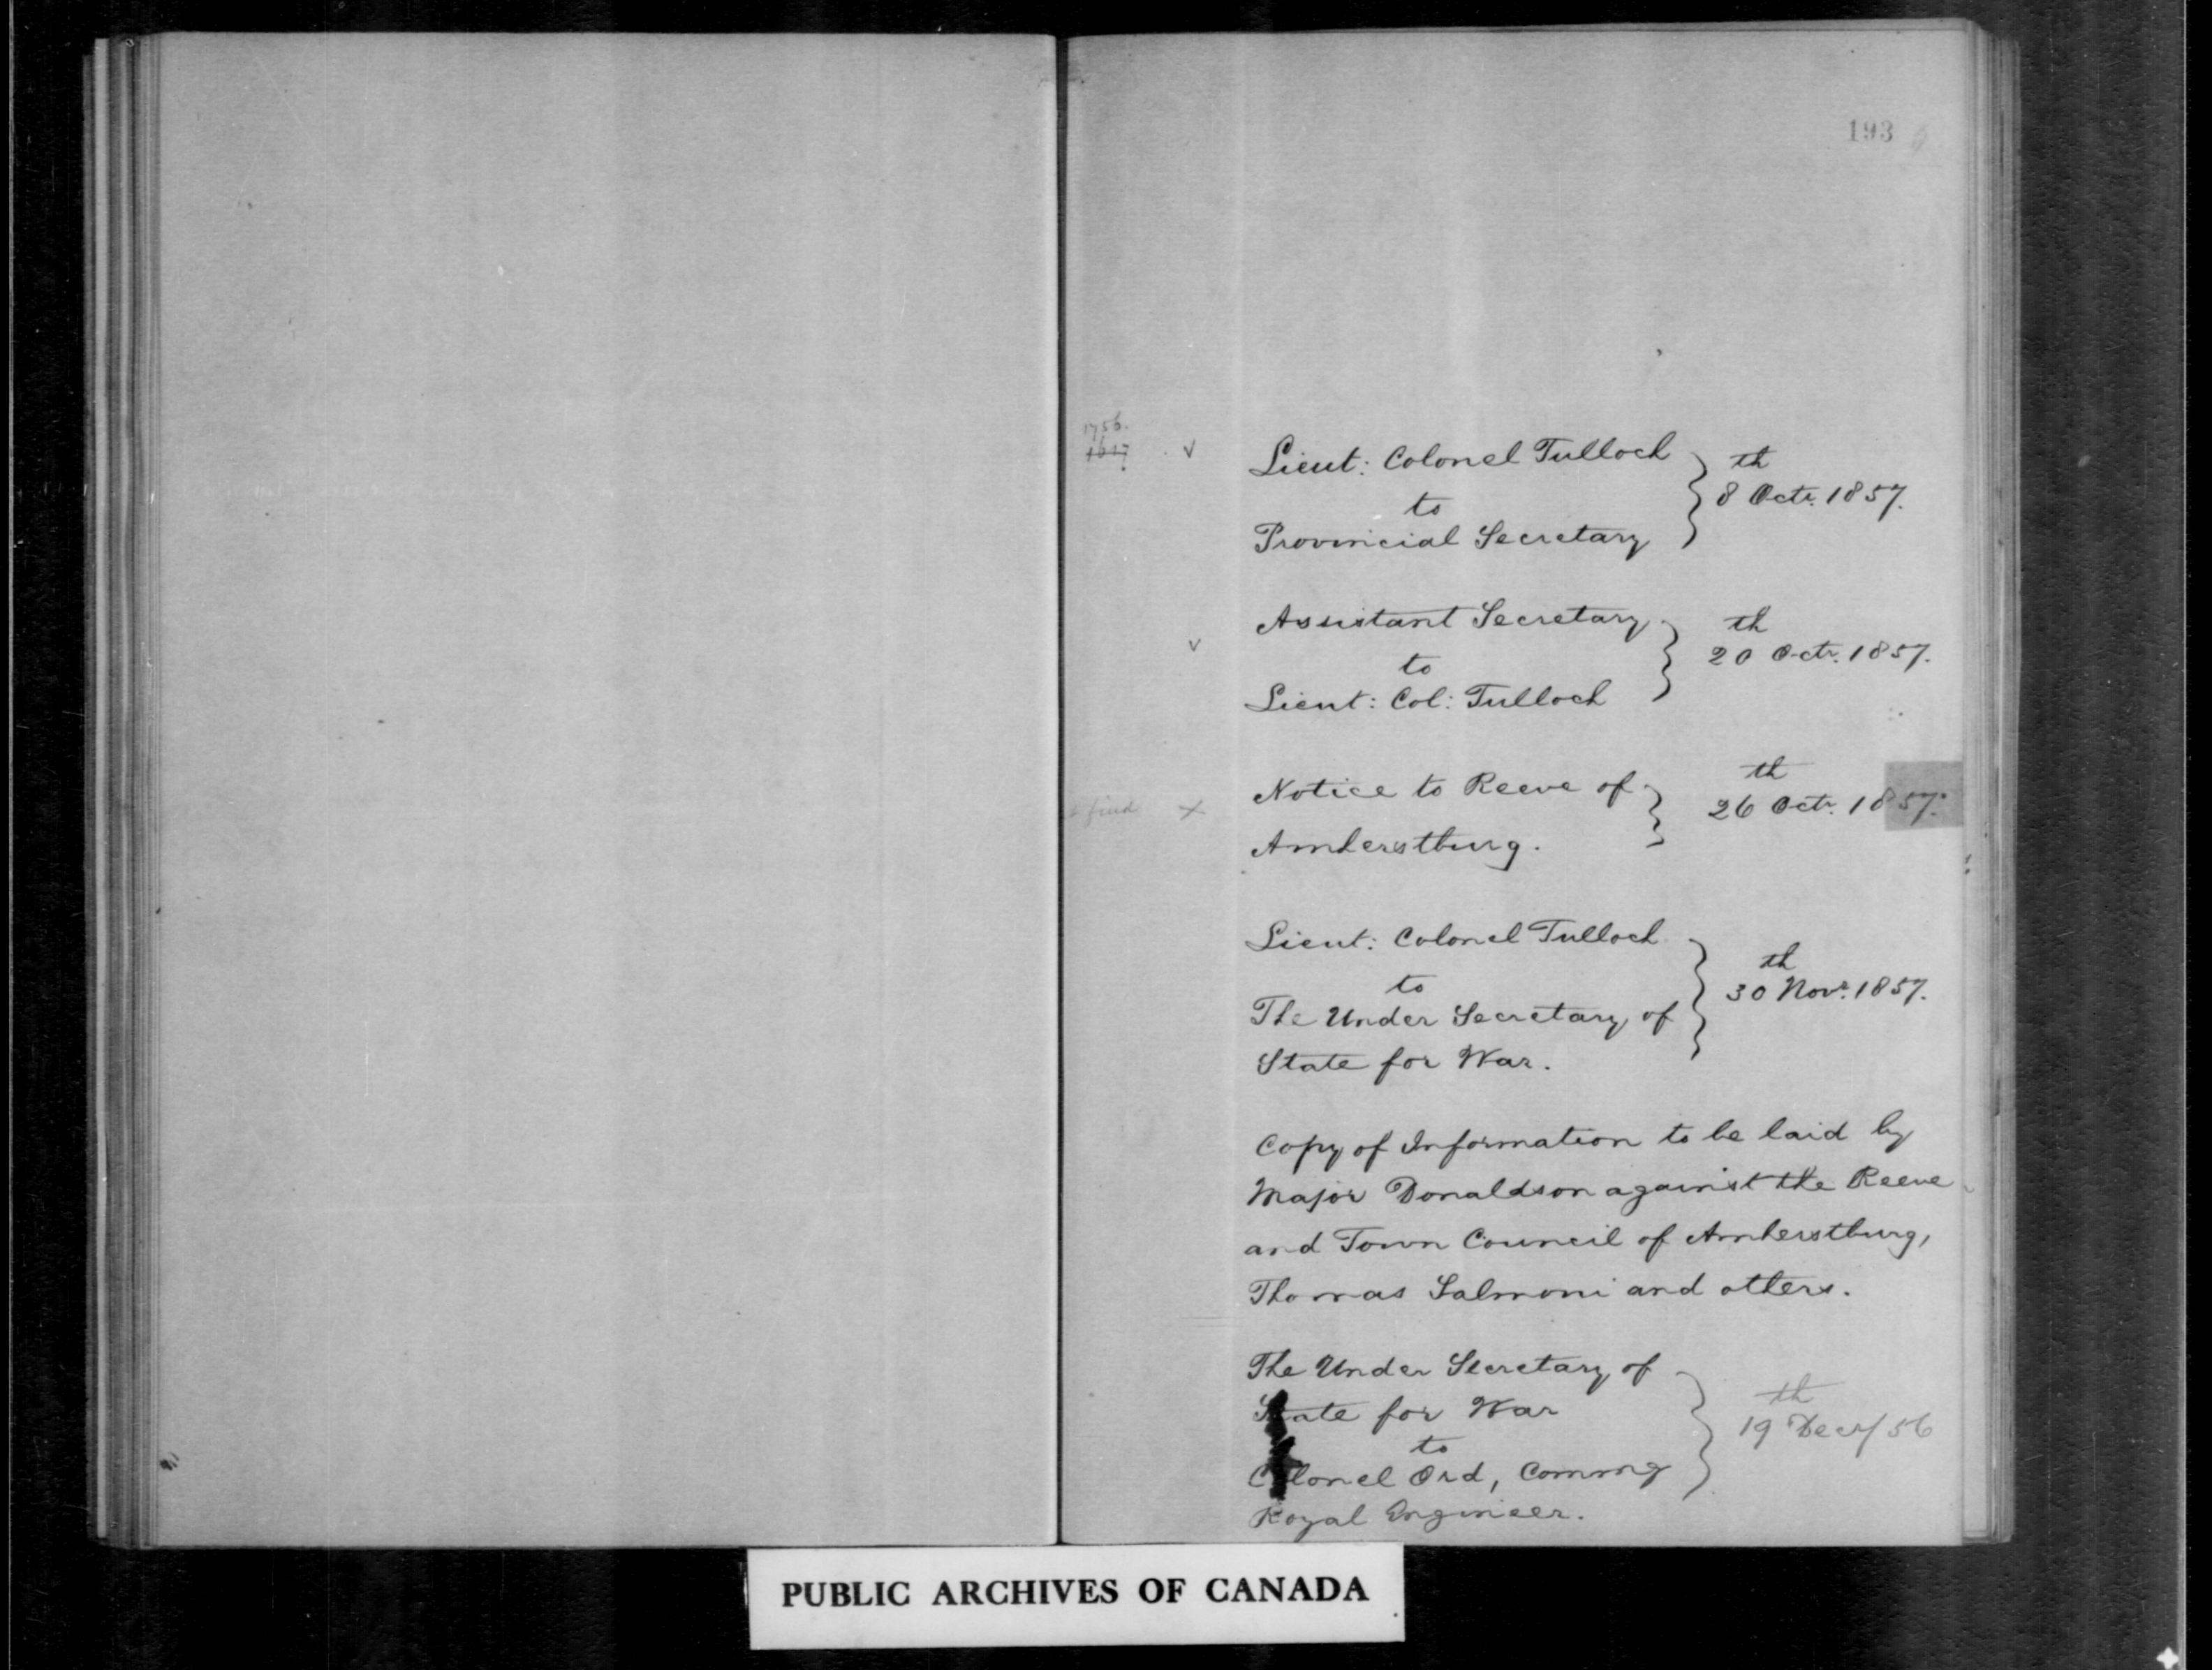 193
1756.
1617
v Lieut: Colonel Tulloch
to
Provincial Secretary
th
8 Octr. 1857.
v Assistant Secretary
to
Lieut: Col: Tulloch
th
20 Octr. 1857.
find x Notice to Reeve of
Amherstburg.
th
26 Octr. 1857.
Lieut: Colonel Tulloch
to
The Under Secretary of
State for War.
th
30 Novr. 1857.
Copy of Information to be laid by
Major Donaldson against the Reeve
and Town Council of Amherstburg,
Thomas Salmoni and others.
The Under Secretary of
State for War
to
Colonel Ord, Commg
Royal Engineer.
th
19 Decr/56
PUBLIC ARCHIVES OF CANADA